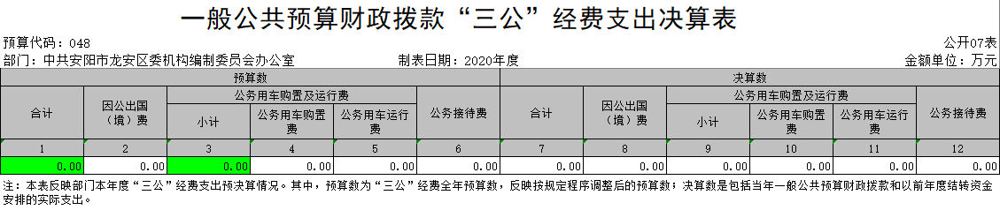 一般公共预算财政拨款“三公”经费支出决算表
预算代码：048
公开07表
部门：中共安阳市龙安区委机构编制委员会办公室 制表日期：2020年度 金额单位：万元
预算数 决算数
合计 因公出国（境）费 公务用车购置及运行费 公务接待费 合计 因公出国（境）费 公务用车购置及运行费 公务接待费
小计 公务用车购置费 公务用车运行费 小计 公务用车购置费 公务用车运行费
1 2 3 4 5 6 7 8 9 10 11 12
0.00 0.00 0.00 0.00 0.00 0.00 0.00 0.00 0.00 0.00 0.00 0.00
注：本表反映部门本年度“三公”经费支出预决算情况。其中，预算数为“三公”经费全年预算数，反映按规定程序调整后的预算数；决算数是包括当年一般公共预算财政拨款和以前年度结转资金
安排的实际支出。